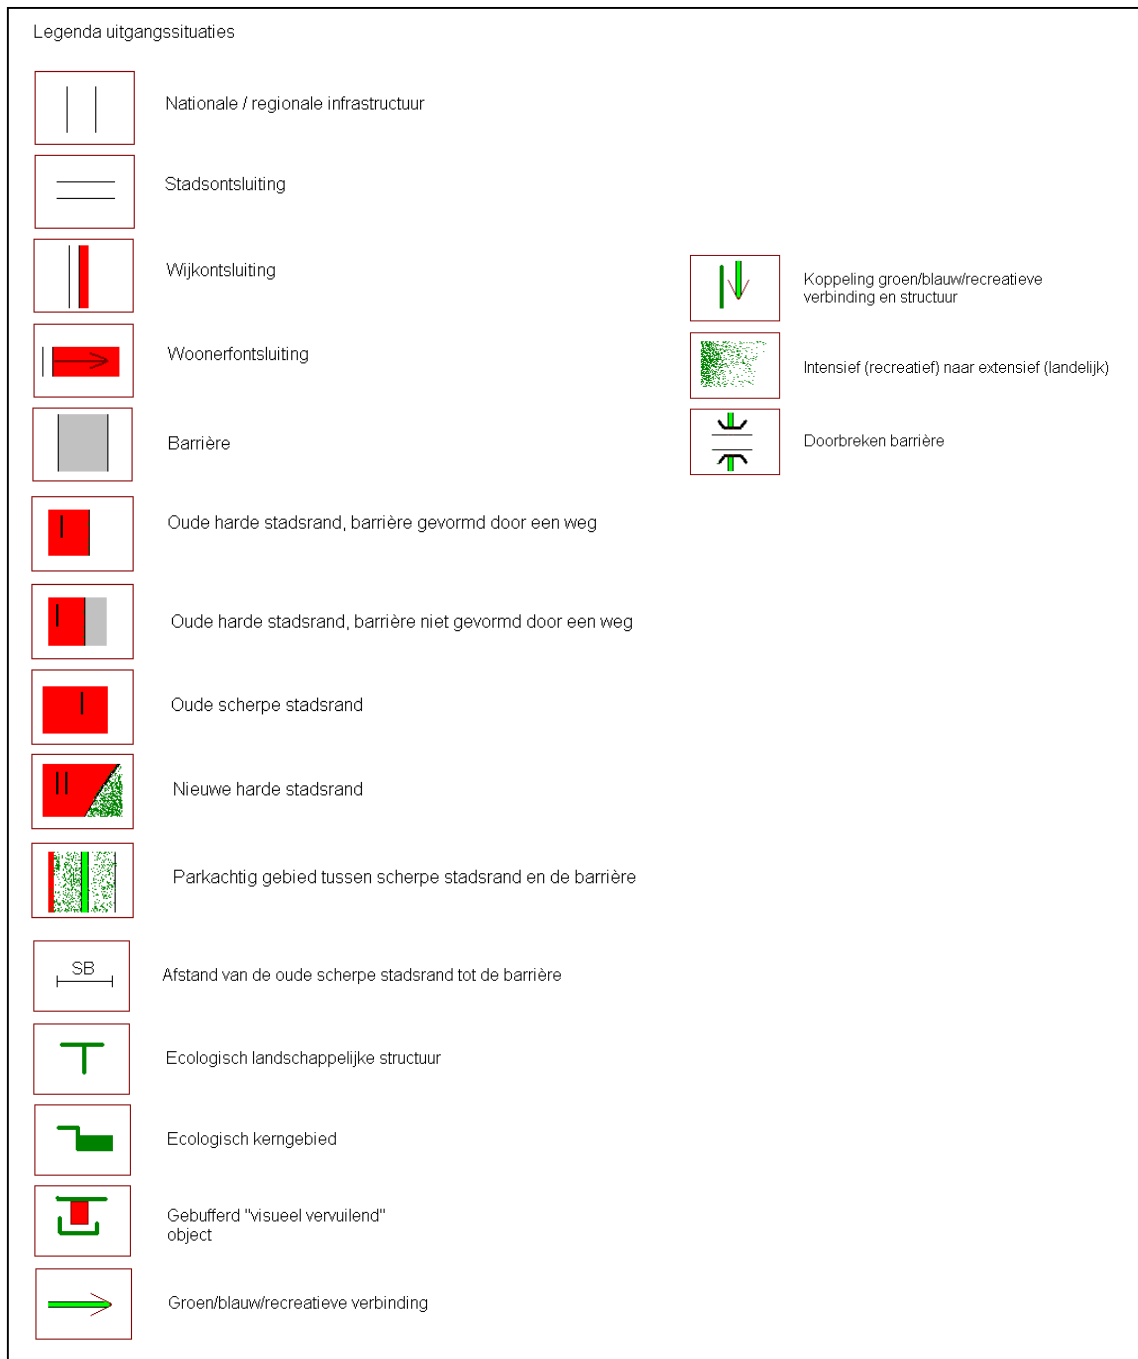 Legenda uitgangssituaties
Nationale / regionale infrastructuur
Stadsontsluiting
Wijkontsluiting
Woonerfontsluiting
Barrière
Oude harde stadsrand, barrière gevormd door een weg
Oude harde stadsrand, barrière niet gevormd door een weg
Oude scherpe stadsrand
Nieuwe harde stadsrand
Parkachtig gebied tussen scherpe stadsrand en de barrière
SB
Afstand van de oude scherpe stadsrand tot de barrière
Ecologisch landschappelijke structuur
Ecologisch kerngebied
Gebufferd "visueel vervuilend"
object
Groen/blauw/recreatieve verbinding
Koppeling groen/blauw/recreatieve
verbinding en structuur
Intensief (recreatief) naar extensief (landelijk)
Doorbreken barrière